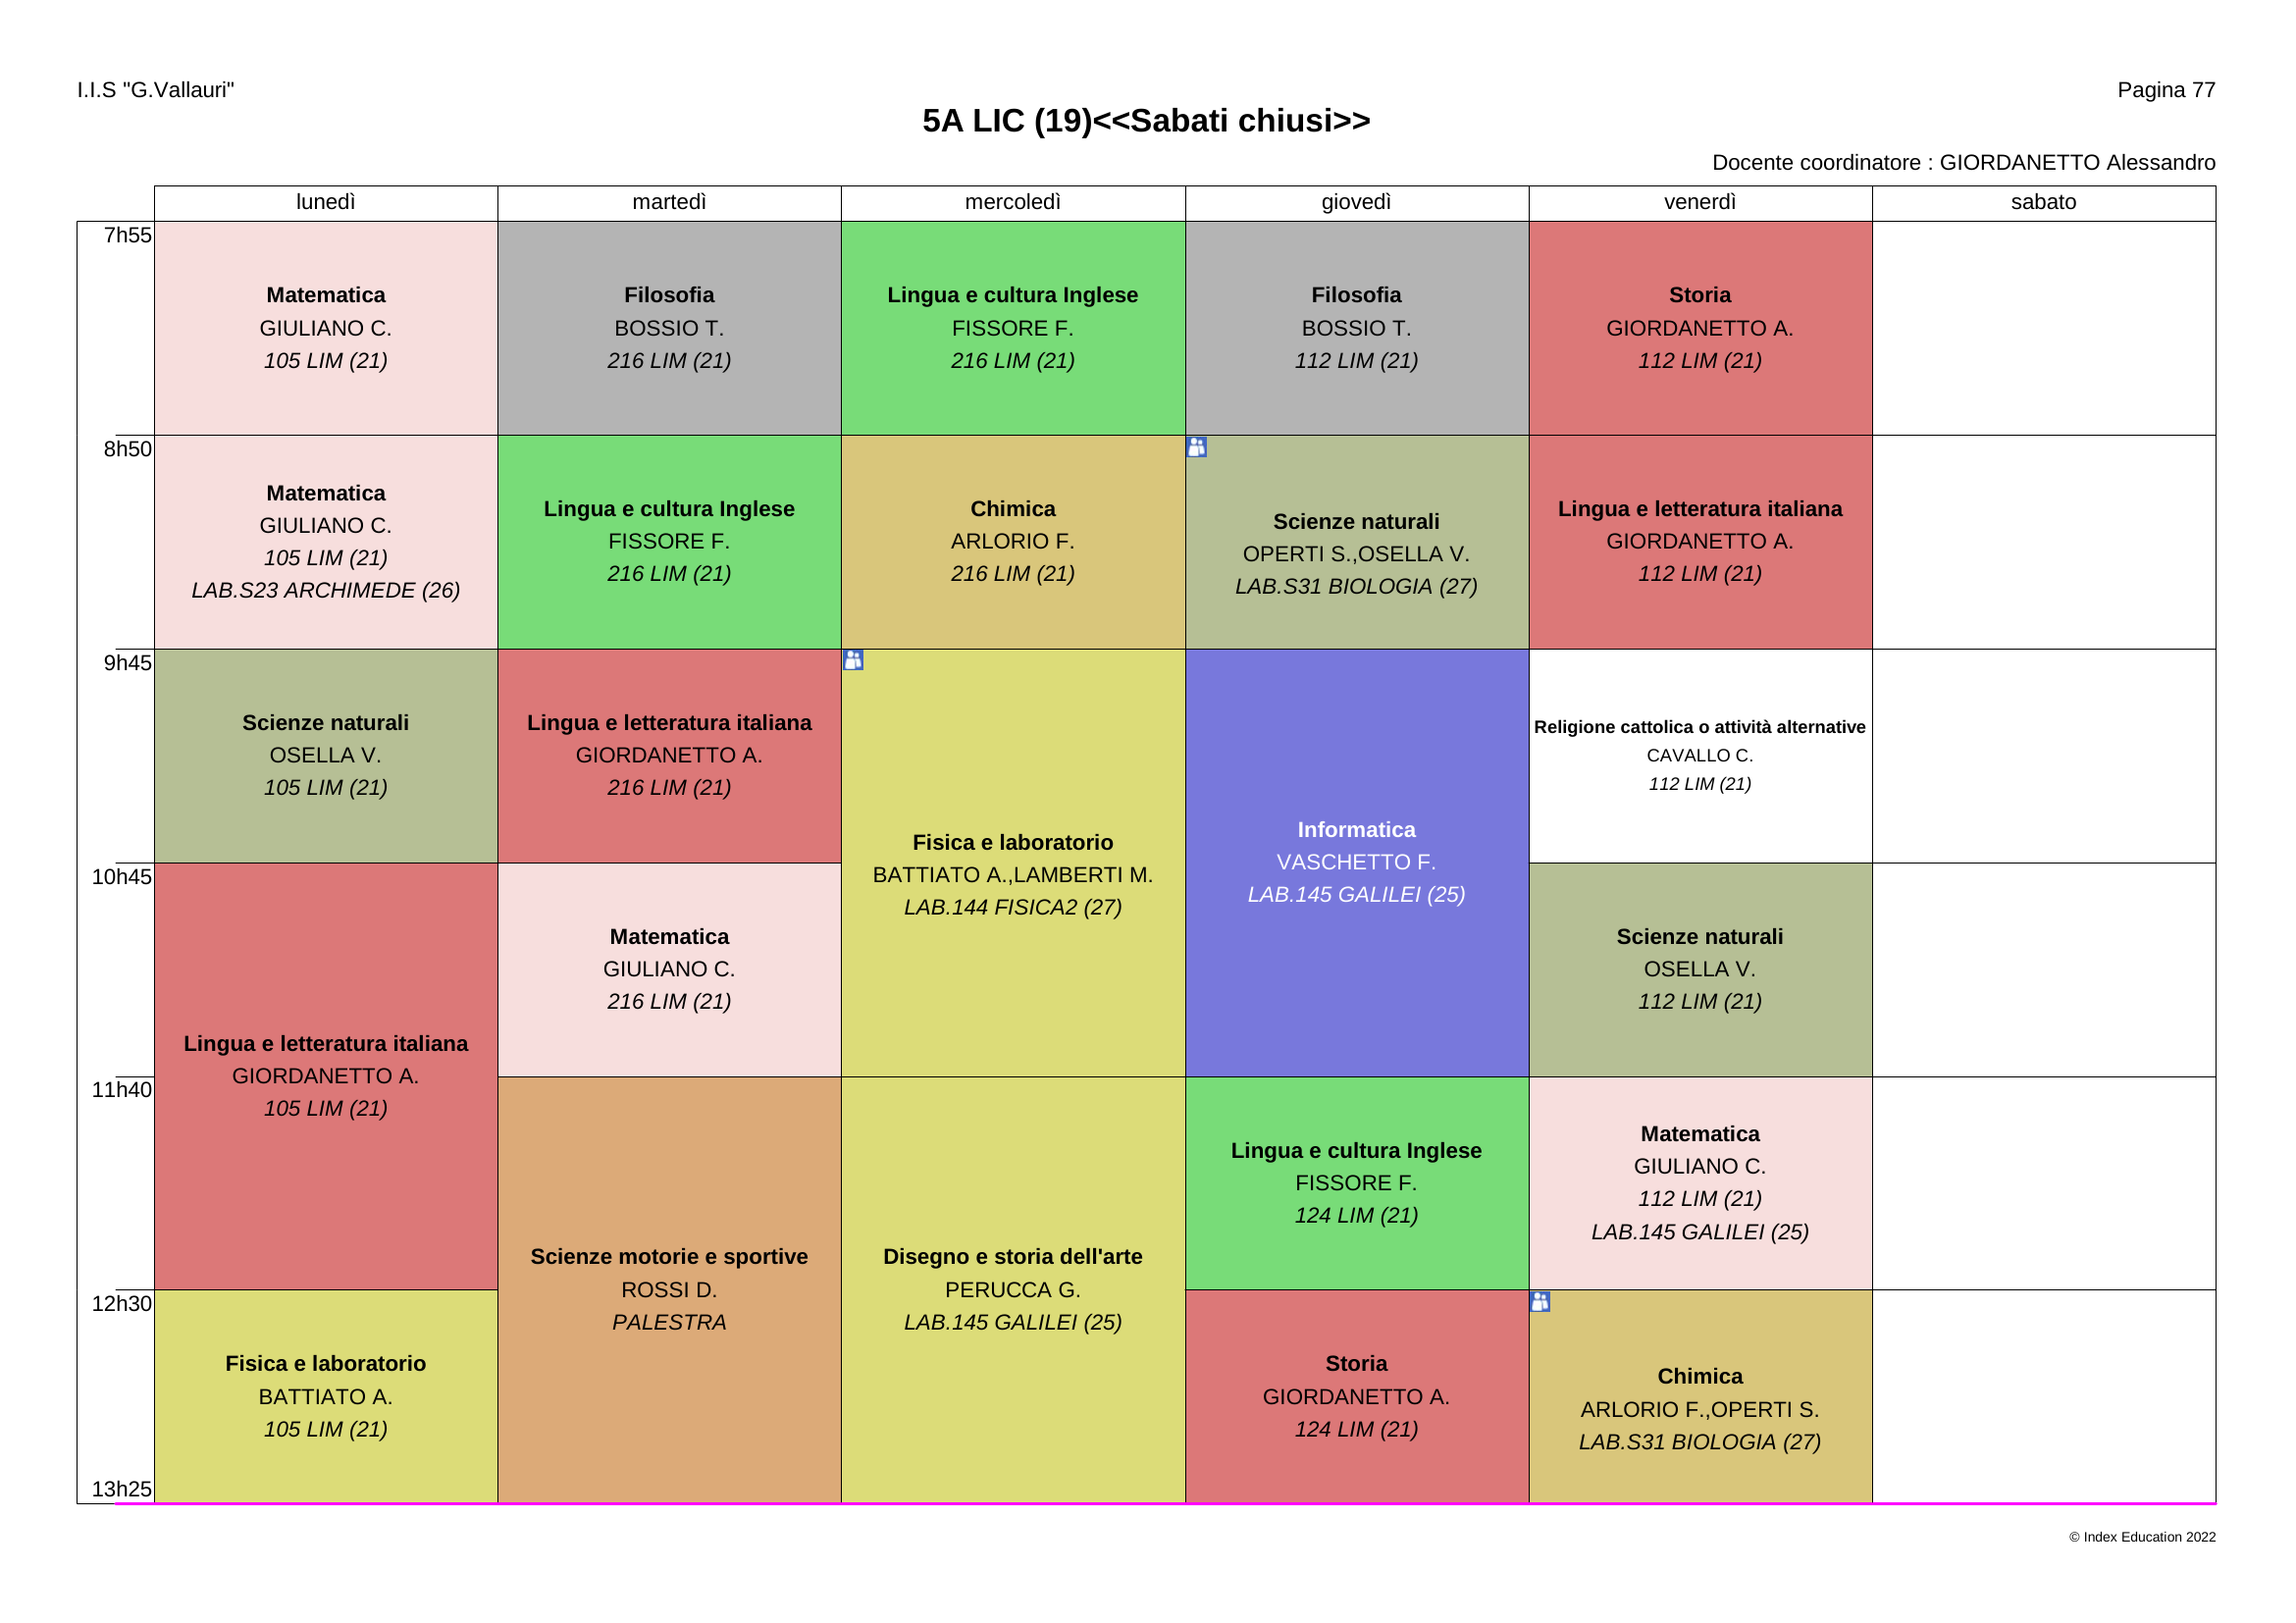 I.I.S "G.Vallauri"
Pagina 77
5A LIC (19)<<Sabati chiusi>>
Docente coordinatore : GIORDANETTO Alessandro
lunedì
martedì
mercoledì
giovedì
venerdì
sabato
7h55
Matematica
GIULIANO C.
105 LIM (21)
Filosofia
BOSSIO T.
216 LIM (21)
Lingua e cultura Inglese
FISSORE F.
216 LIM (21)
Filosofia
BOSSIO T.
112 LIM (21)
Storia
GIORDANETTO A.
112 LIM (21)
8h50
Matematica
GIULIANO C.
105 LIM (21)
LAB.S23 ARCHIMEDE (26)
Lingua e cultura Inglese
FISSORE F.
216 LIM (21)
Chimica
ARLORIO F.
216 LIM (21)
Scienze naturali
OPERTI S.,OSELLA V.
LAB.S31 BIOLOGIA (27)
Lingua e letteratura italiana
GIORDANETTO A.
112 LIM (21)
9h45
Scienze naturali
OSELLA V.
105 LIM (21)
Lingua e letteratura italiana
GIORDANETTO A.
216 LIM (21)
Fisica e laboratorio
BATTIATO A.,LAMBERTI M.
LAB.144 FISICA2 (27)
Informatica
VASCHETTO F.
LAB.145 GALILEI (25)
Religione cattolica o attività alternative
CAVALLO C.
112 LIM (21)
10h45
Lingua e letteratura italiana
GIORDANETTO A.
105 LIM (21)
Matematica
GIULIANO C.
216 LIM (21)
Scienze naturali
OSELLA V.
112 LIM (21)
11h40
Scienze motorie e sportive
ROSSI D.
PALESTRA
Disegno e storia dell'arte
PERUCCA G.
LAB.145 GALILEI (25)
Lingua e cultura Inglese
FISSORE F.
124 LIM (21)
Matematica
GIULIANO C.
112 LIM (21)
LAB.145 GALILEI (25)
12h30
Fisica e laboratorio
BATTIATO A.
105 LIM (21)
Storia
GIORDANETTO A.
124 LIM (21)
Chimica
ARLORIO F.,OPERTI S.
LAB.S31 BIOLOGIA (27)
13h25
© Index Education 2022